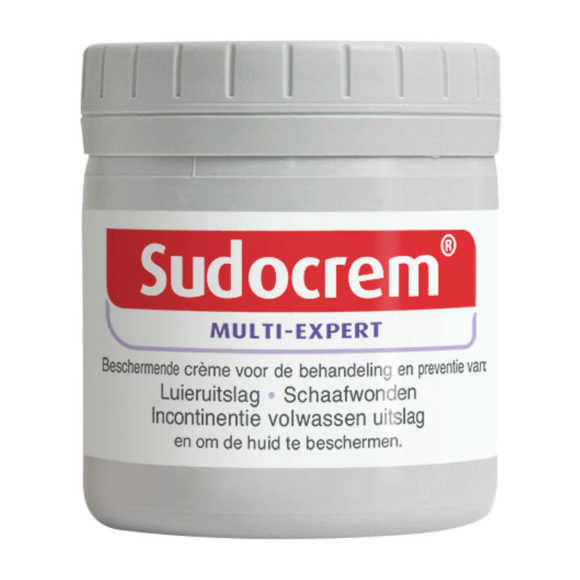 Sudocrem®
MULTI-EXPERT
Beschermende crème voor de behandeling en preventie van:
Luieruitslag • Schaafwonden
Incontinentie volwassen uitslag
en om de huid te beschermen.